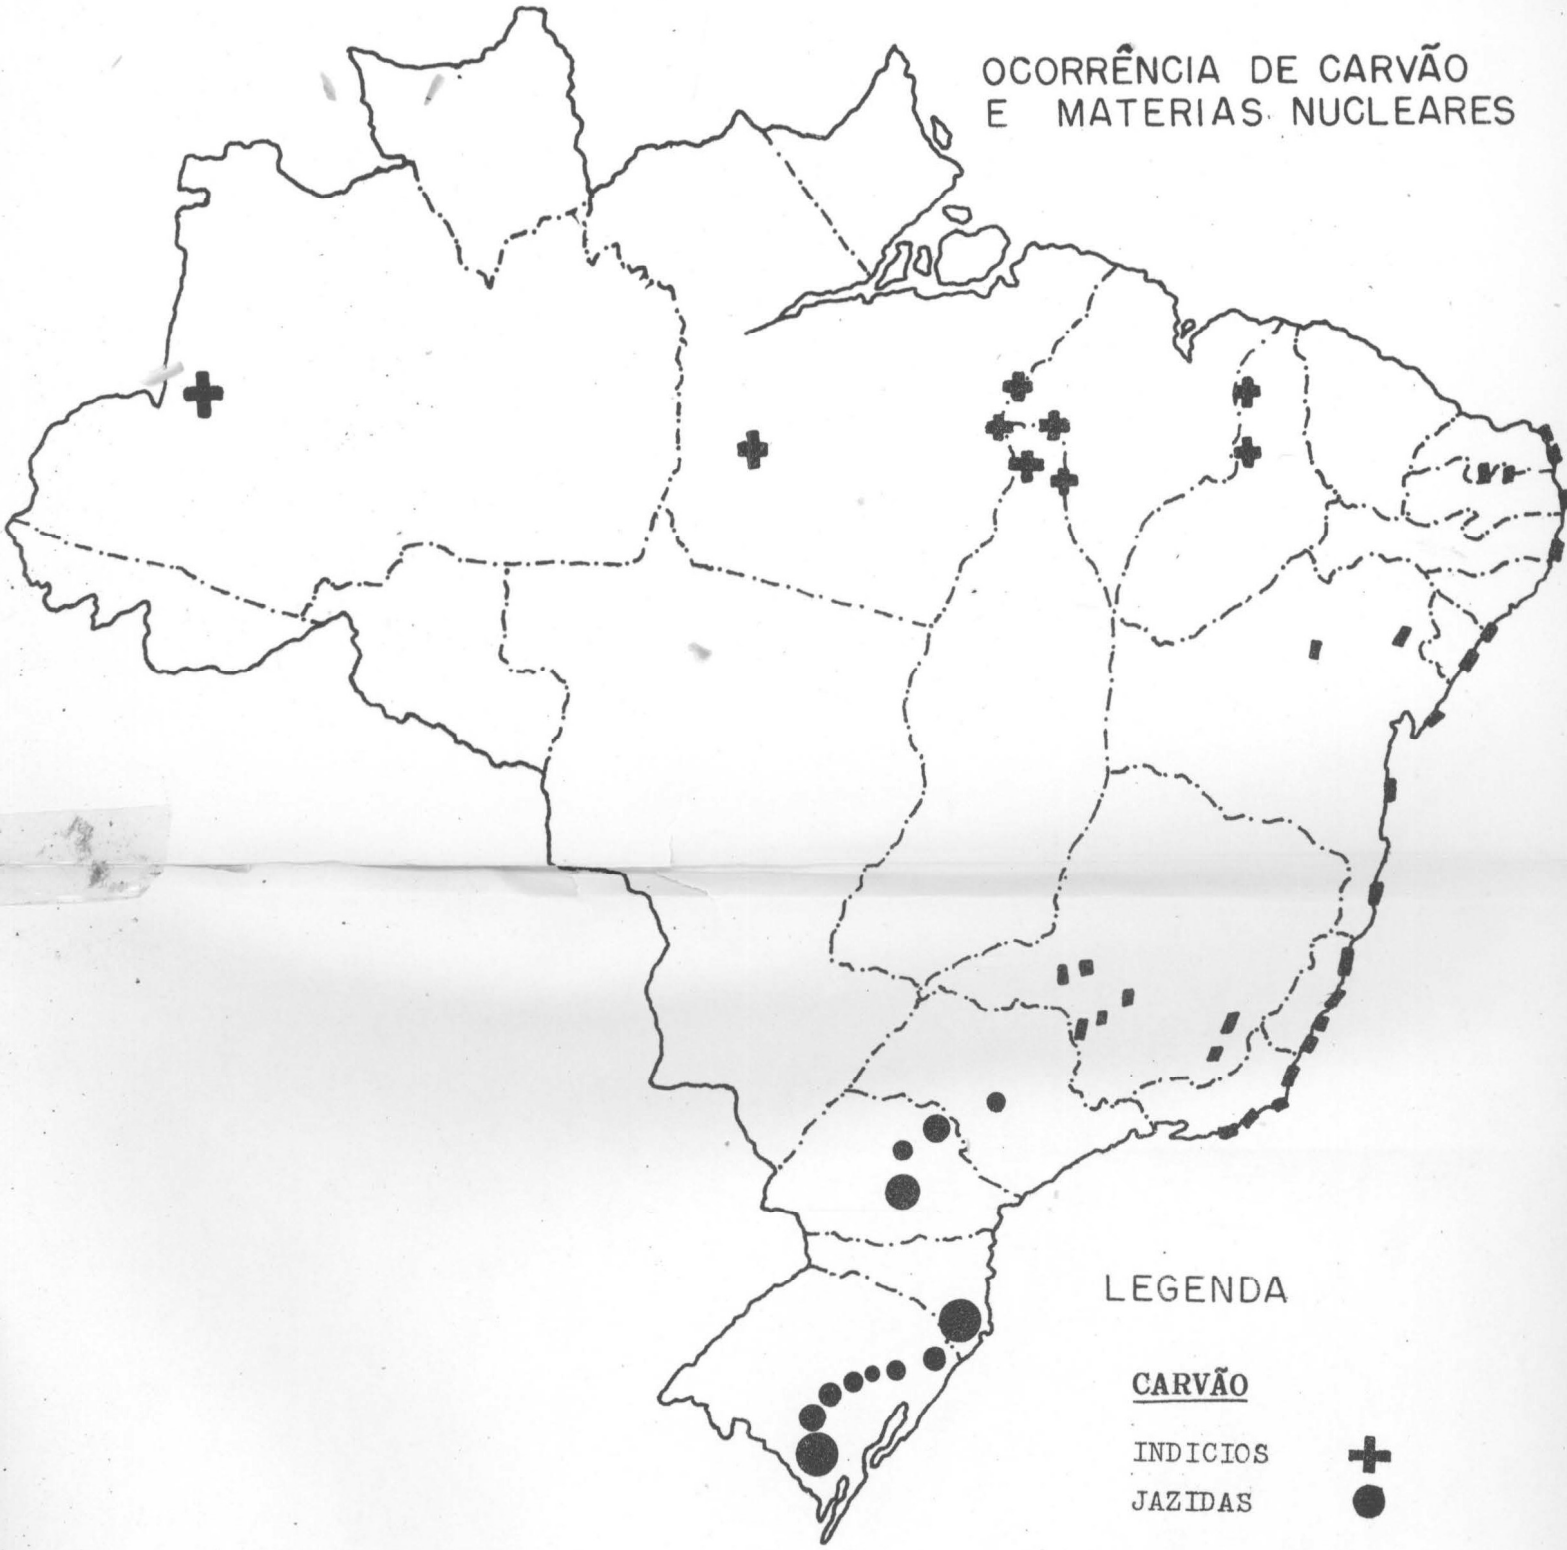 OCORRÊNCIA DE CARVÃO
E MATERIAS NUCLEARES
LEGENDA
CARVÃO
INDICIOS
JAZIDAS